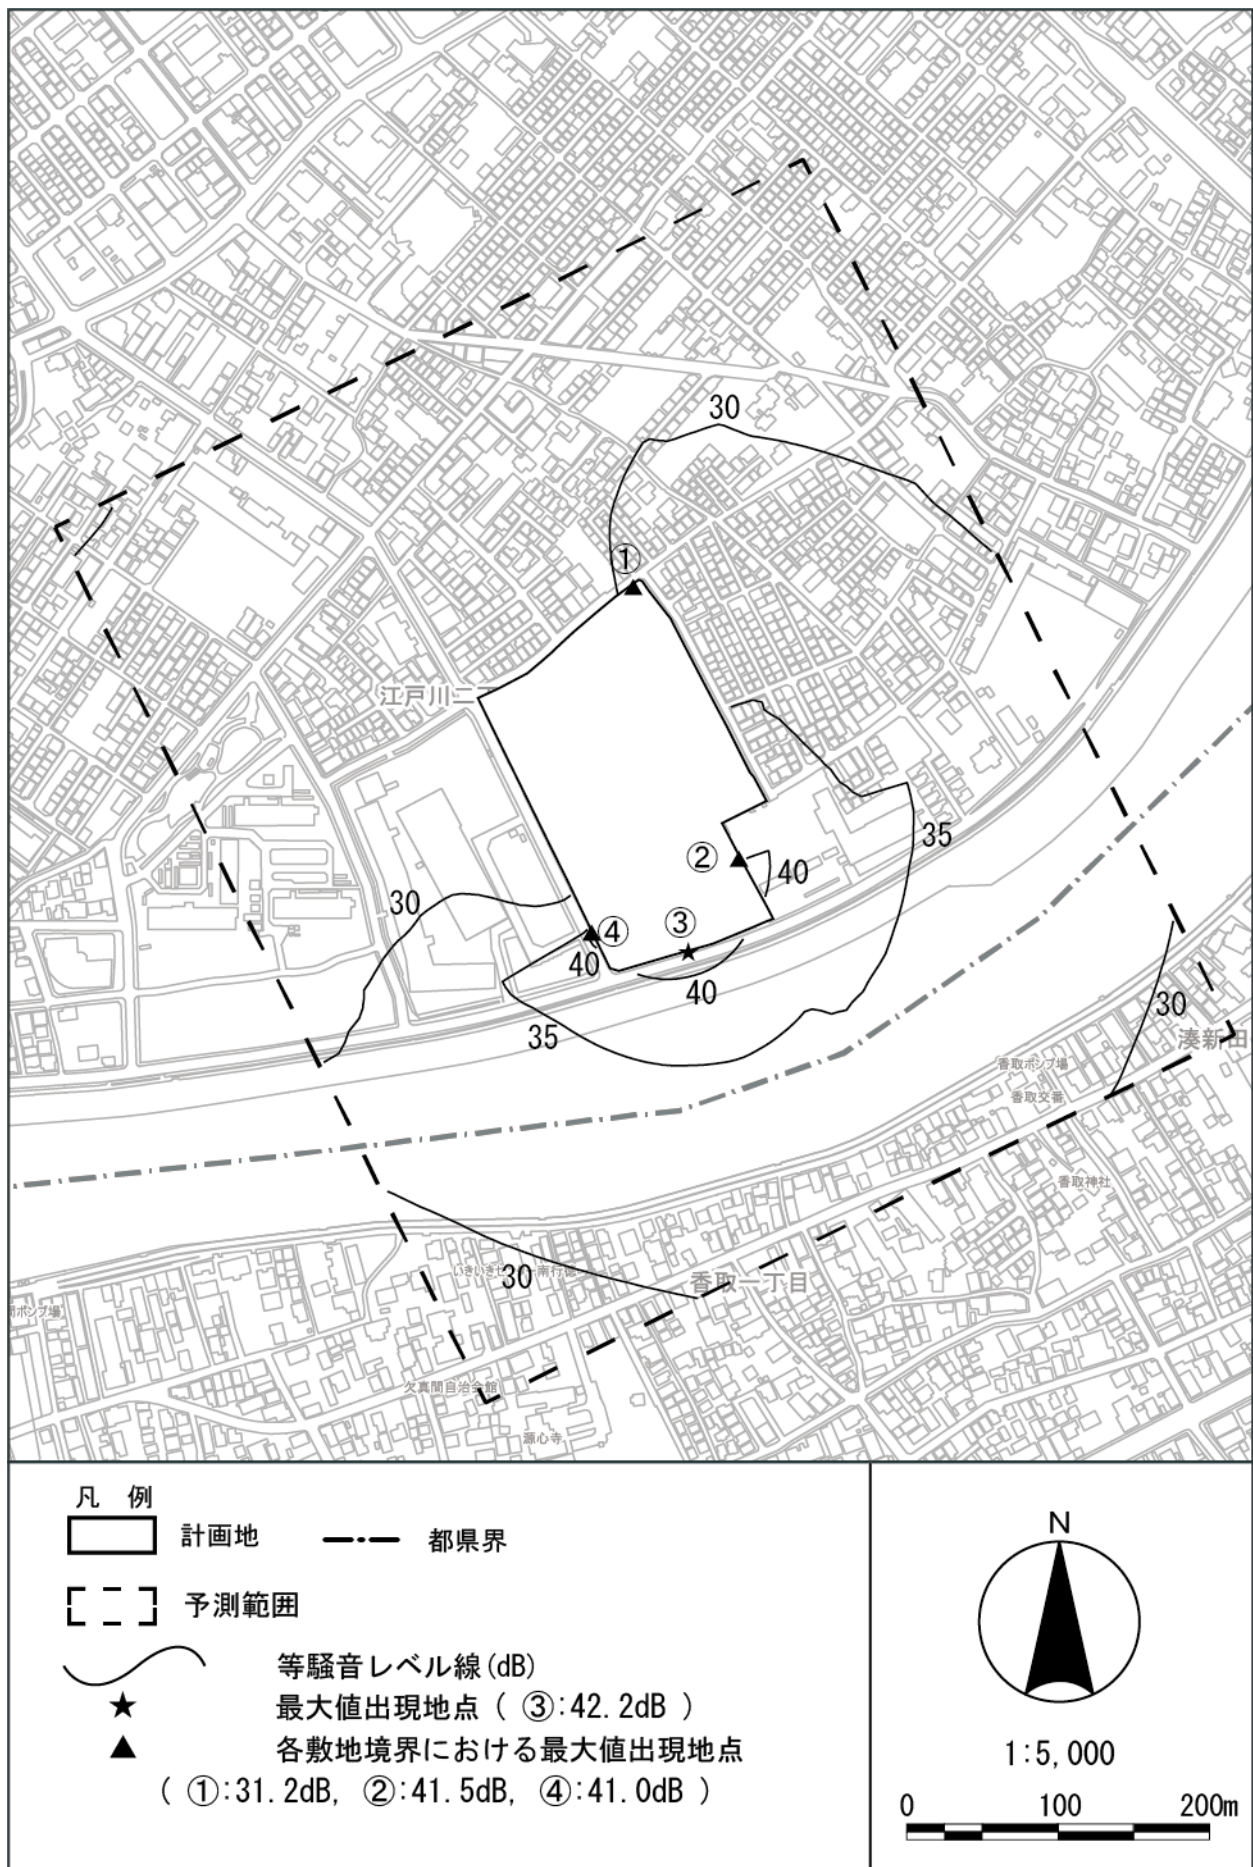 30
①
江戸川二
35
②
40
30
③
④
40
40
30
35
湊新田
香取ポンプ場
香取交番
香取神社
30
香取一丁目
欠真間自治会館
源心寺
凡 例
計画地
都県界
予測範囲
等騒音レベル線(dB)
最大値出現地点 ( ③:42.2dB )
各敷地境界における最大値出現地点
( ①:31.2dB, ②:41.5dB, ④:41.0dB )
N
1:5,000
0 100 200m